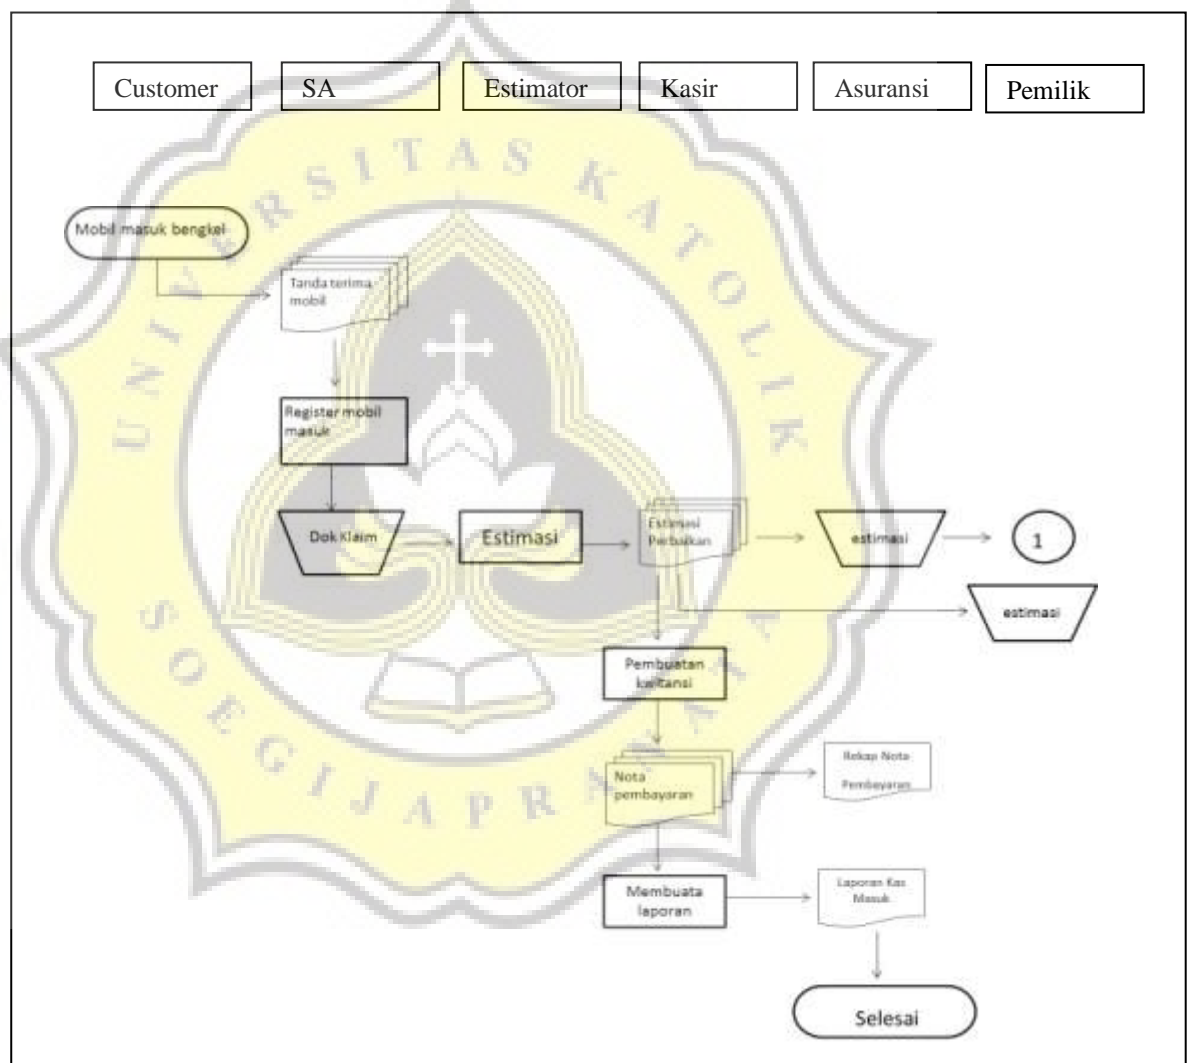 Customer
SA
Estimator
Kasir
Asuransi
Pemilik
UNIVERSITAS KATOLIK
SOEGIJAPRANATA
Mobil masuk bengkel
Tanda terima
mobil
Register mobil
masuk
Dok Klaim
Estimasi
Estimasi
Perbaikan
estimasi
1
estimasi
Pembuatan
kwitansi
Nota
pembayaran
Rekap Nota
Pembayaran
Membuata
laporan
Laporan Kas
Masuk
Selesai